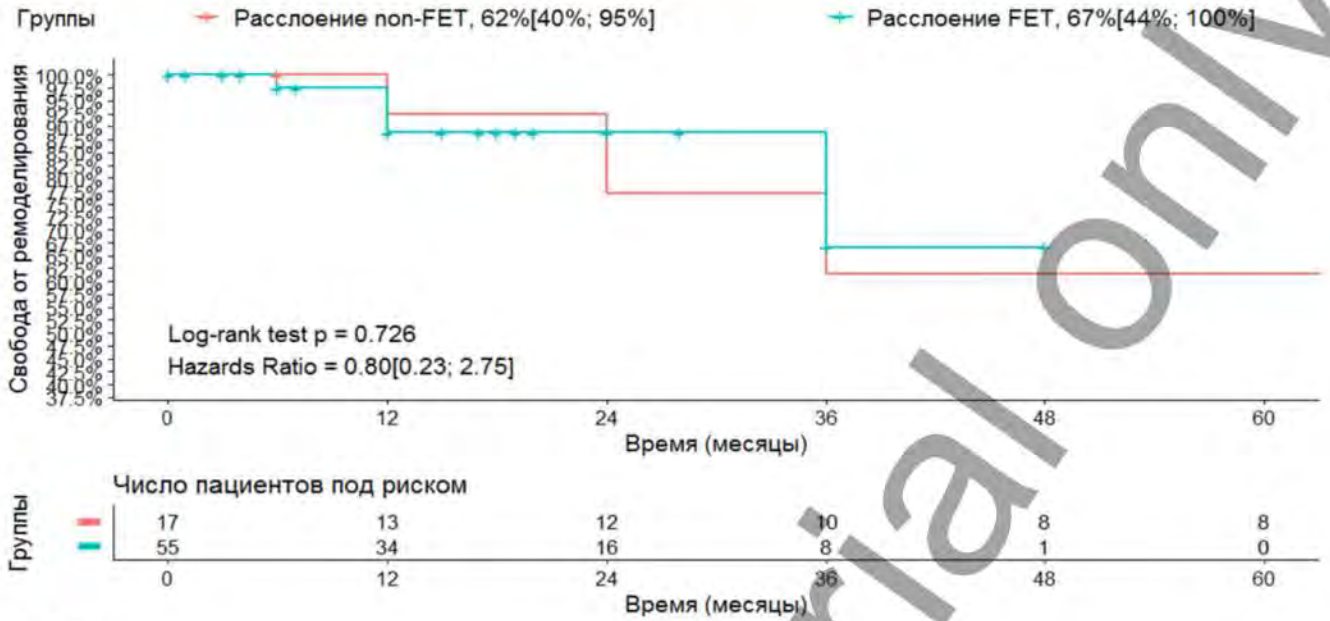 Группы Расслоение non-FET, 62%[40%; 95%] Расслоение FET, 67%[44%; 100%]
Свобода от ремоделирования
100.0%
97.5%
95.0%
92.5%
90.0%
87.5%
85.0%
82.5%
80.0%
77.5%
75.0%
72.5%
70.0%
67.5%
65.0%
62.5%
60.0%
57.5%
55.0%
52.5%
50.0%
47.5%
45.0%
42.5%
40.0%
37.5%
Log-rank test p = 0.726
Hazards Ratio = 0.80[0.23; 2.75]
0 12 24 36 48 60
Время (месяцы)
Число пациентов под риском
Группы
17 13 12 10 8 8
55 34 16 8 1 0
0 12 24 36 48 60
Время (месяцы)